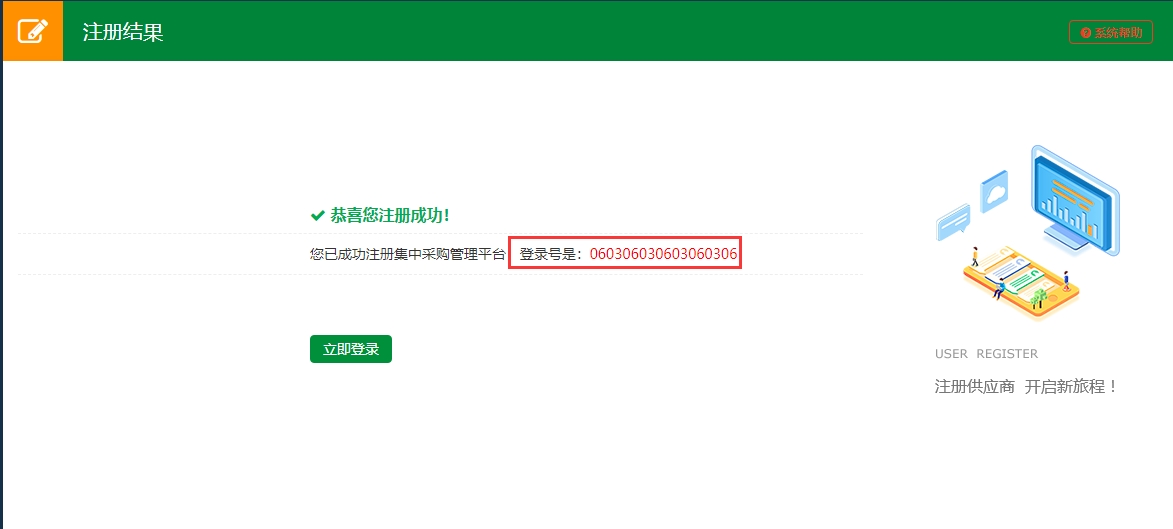 注册结果
系统帮助
恭喜您注册成功!
您已成功注册集中采购管理平台 登录号是：060306030603060306
立即登录
USER REGISTER
注册供应商 开启新旅程！